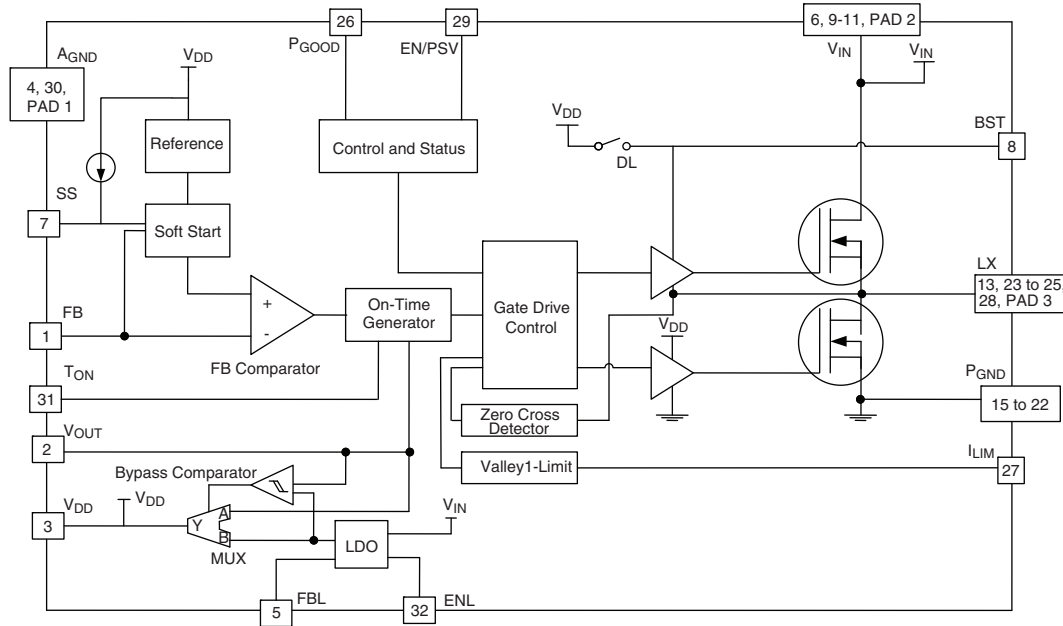 26
29
6, 9-11, PAD 2
AGND
PGOOD
EN/PSV
VIN
VIN
VDD
4, 30,
PAD 1
VDD
BST
Reference
Control and Status
8
DL
SS
7
Soft Start
LX
13, 23 to 25,
28, PAD 3
On-Time
Generator
Gate Drive
Control
+
-
FB
1
VDD
FB Comparator
TON
PGND
31
15 to 22
Zero Cross
Detector
VOUT
2
ILIM
Bypass Comparator
Valley1-Limit
27
VDD
VDD
VIN
3
Y
A
B
LDO
MUX
FBL
ENL
5
32